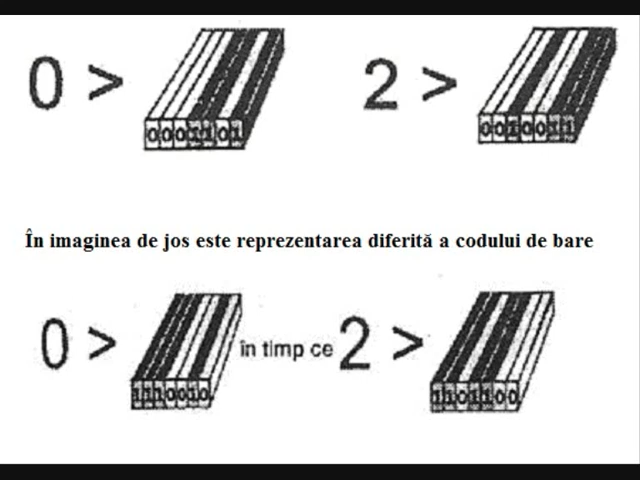 0 > 0001101 2 > 0010011
În imaginea de jos este reprezentarea diferită a codului de bare
0 > 1110010 în timp ce 2 > 1101100